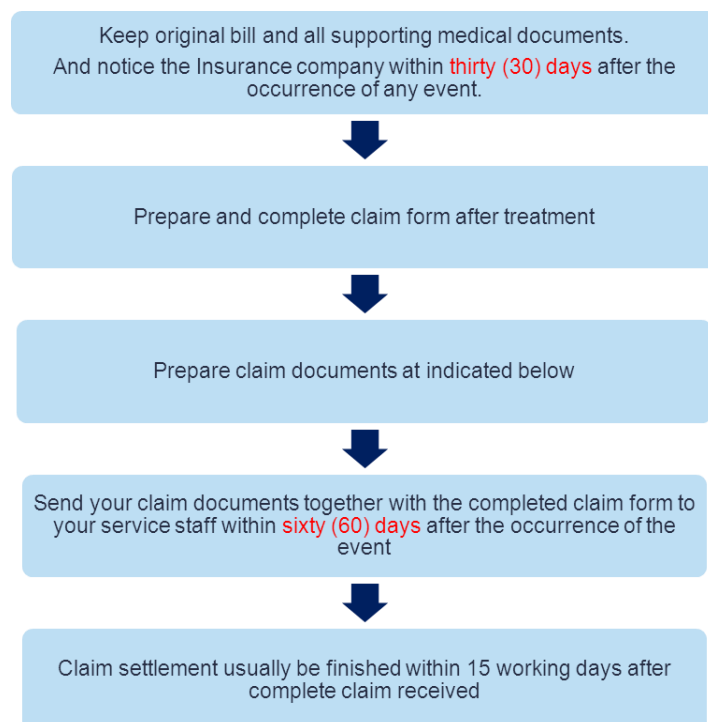 Keep original bill and all supporting medical documents.
And notice the Insurance company within thirty (30) days after the
occurrence of any event.
Prepare and complete claim form after treatment
Prepare claim documents at indicated below
Send your claim documents together with the completed claim form to
your service staff within sixty (60) days after the occurrence of the
event
Claim settlement usually be finished within 15 working days after
complete claim received